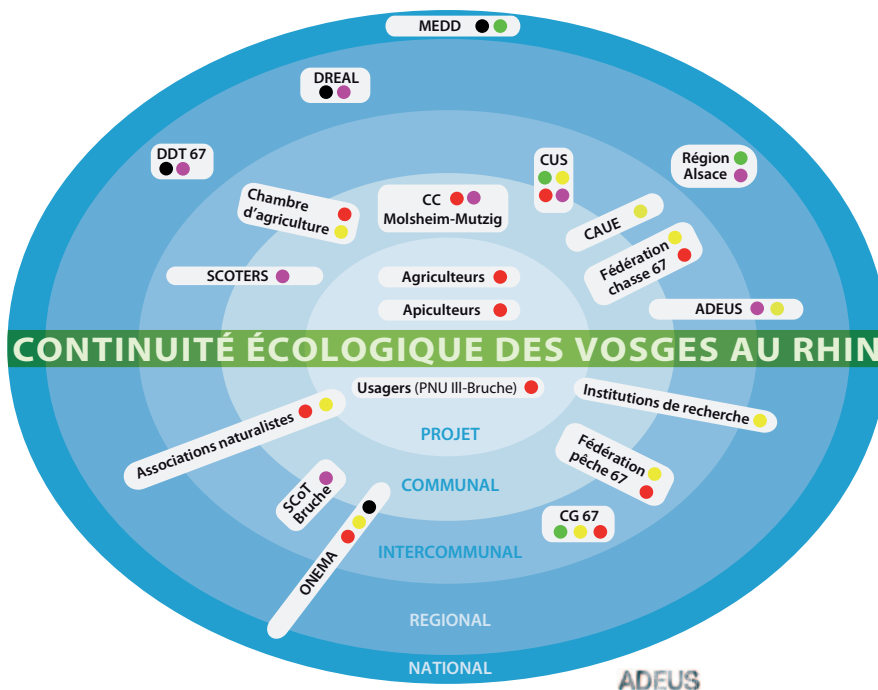 MEDD
DREAL
DDT 67
CUS
Région
Alsace
Chambre
d'agriculture
CC
Molsheim-Mutzig
CAUE
Fédération
chasse 67
SCOTERS
Agriculteurs
Apiculteurs
ADEUS
CONTINUITÉ ÉCOLOGIQUE DES VOSGES AU RHIN
Usagers (PNU Ill-Bruche)
Institutions de recherche
Associations naturalistes
PROJET
Fédération
pêche 67
SCoT
Bruche
COMMUNAL
CG 67
ONEMA
INTERCOMMUNAL
REGIONAL
NATIONAL
ADEUS